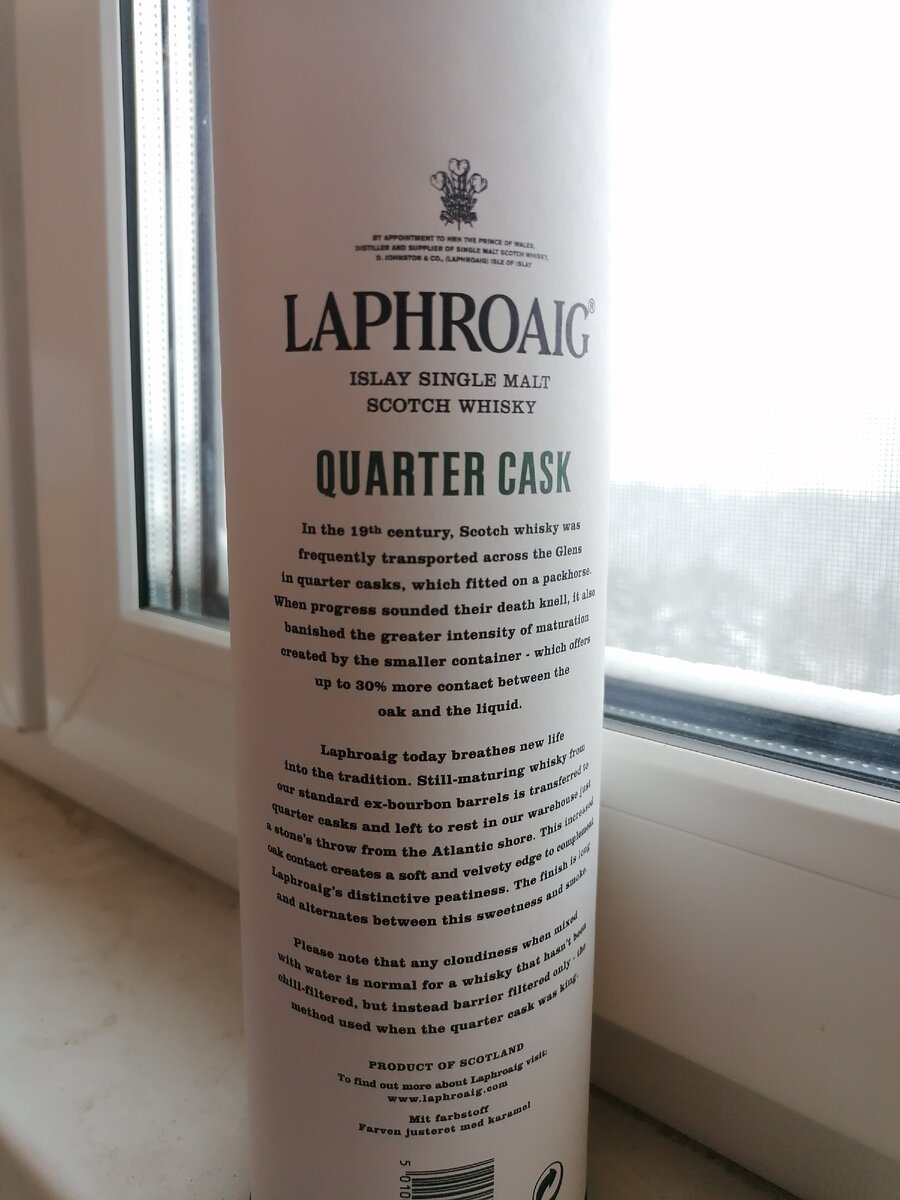 BY APPOINTMENT TO HRH THE PRINCE OF WALES,
DISTILLER AND SUPPLIER OF SINGLE MALT SCOTCH WHISKY,
D. JOHNSTON & CO., (LAPHROAIG) ISLE OF ISLAY
LAPHROAIG®
ISLAY SINGLE MALT
SCOTCH WHISKY
QUARTER CASK
In the 19th century, Scotch whisky was
frequently transported across the Glens
in quarter casks, which fitted on a packhorse.
When progress sounded their death knell, it also
banished the greater intensity of maturation
created by the smaller container - which offers
up to 30% more contact between the
oak and the liquid.
Laphroaig today breathes new life
into the tradition. Still-maturing whisky from
our standard ex-bourbon barrels is transferred to
quarter casks and left to rest in our warehouse just
a stone's throw from the Atlantic shore. This increased
oak contact creates a soft and velvety edge to complement
Laphroaig's distinctive peatiness. The finish is long
and alternates between this sweetness and smoke.
Please note that any cloudiness when mixed
with water is normal for a whisky that hasn't been
chill-filtered, but instead barrier filtered only - the
method used when the quarter cask was king.
PRODUCT OF SCOTLAND
To find out more about Laphroaig visit:
www.laphroaig.com
Mit farbstoff
Farven justeret med karamel
5 010